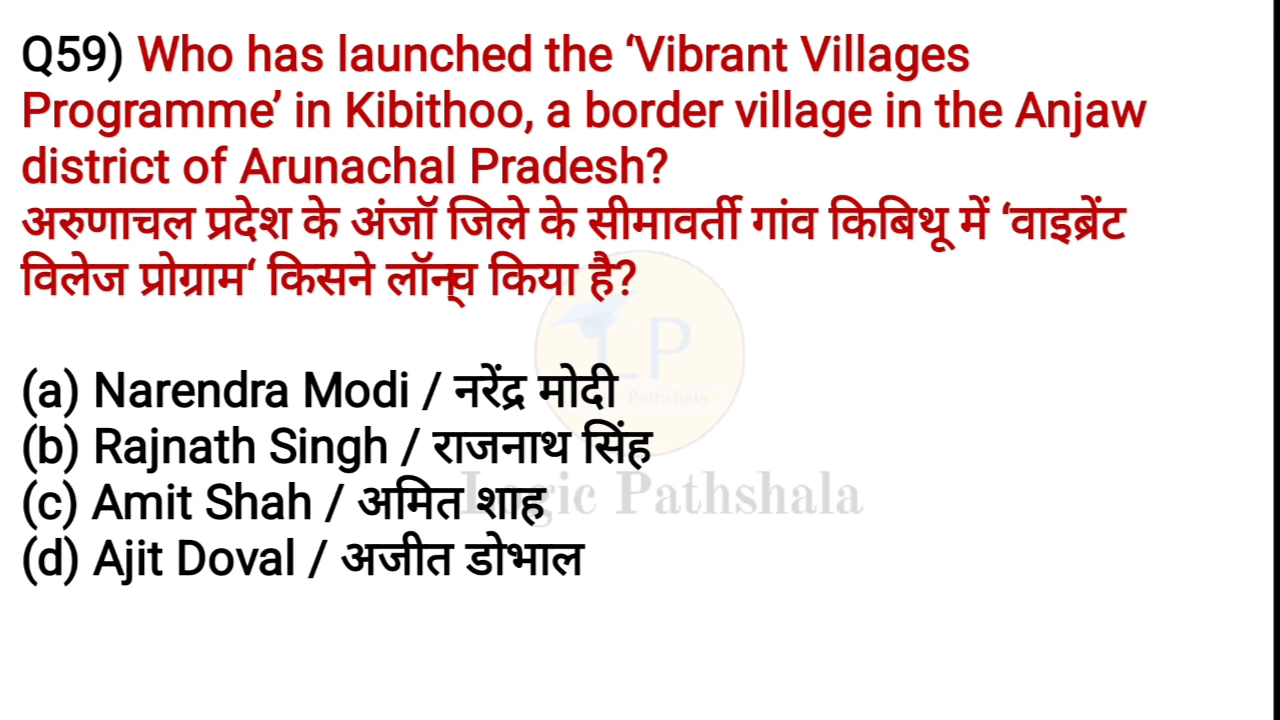 Q59) Who has launched the ‘Vibrant Villages
Programme’ in Kibithoo, a border village in the Anjaw
district of Arunachal Pradesh?
अरुणाचल प्रदेश के अंजॉ जिले के सीमावर्ती गांव किबिथू में ‘वाइब्रेंट
विलेज प्रोग्राम‘ किसने लॉन्च किया है?
LP
Pathshala
(a) Narendra Modi / नरेंद्र मोदी
(b) Rajnath Singh / राजनाथ सिंह
Logic Pathshala
(c) Amit Shah / अमित शाह
(d) Ajit Doval / अजीत डोभाल